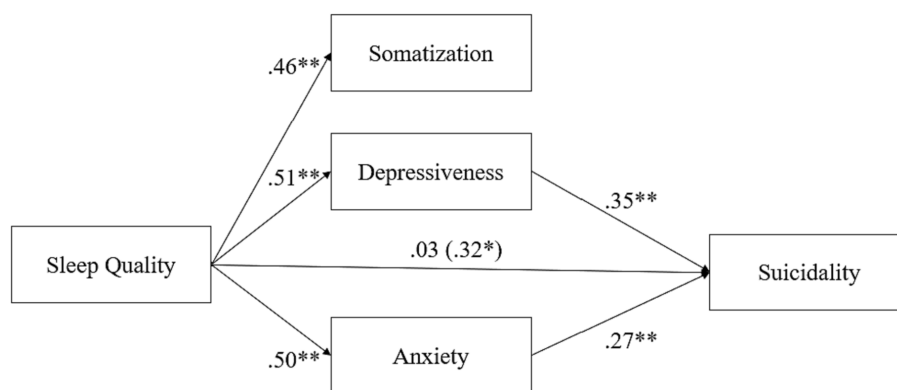 Somatization
.46**
Depressiveness
.51**
.35**
Sleep Quality
.03 (.32*)
Suicidality
Anxiety
.50**
.27**